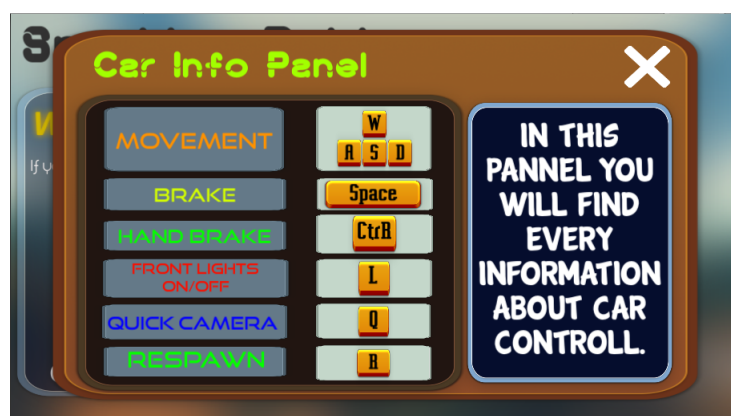 Car Info Panel
MOVEMENT
W
A S D
BRAKE
Space
HAND BRAKE
CtrR
FRONT LIGHTS
ON/OFF
L
QUICK CAMERA
Q
RESPAWN
R
IN THIS
PANNEL YOU
WILL FIND
EVERY
INFORMATION
ABOUT CAR
CONTROLL.
If y